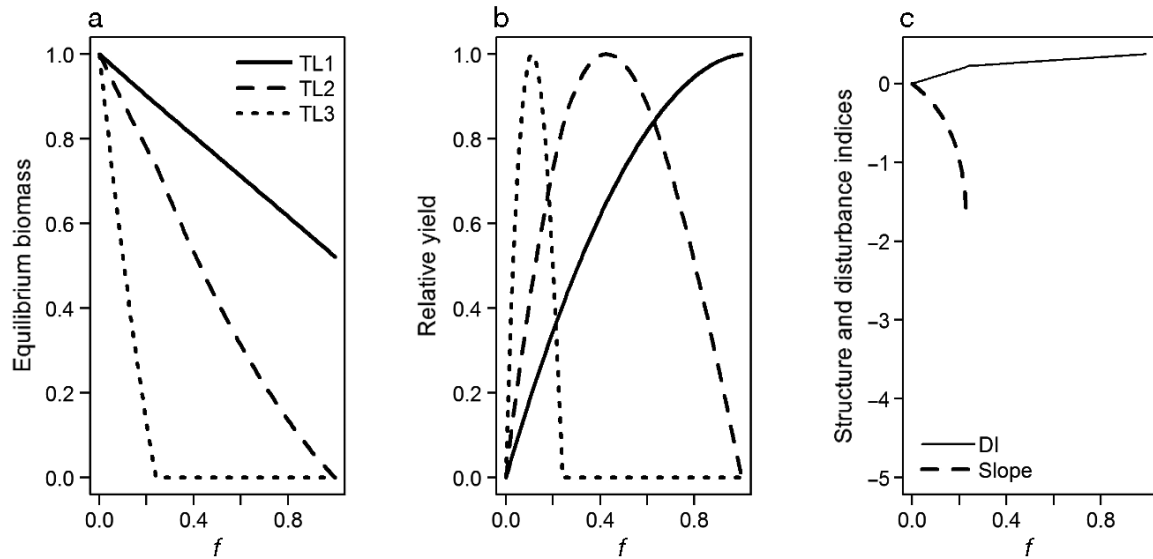 a
Equilibrium biomass
1.0
0.8
0.6
0.4
0.2
0.0
TL1
TL2
TL3
0.0 0.4 0.8
f
b
Relative yield
1.0
0.8
0.6
0.4
0.2
0.0
0.0 0.4 0.8
f
c
Structure and disturbance indices
0
−1
−2
−3
−4
−5
DI
Slope
0.0 0.4 0.8
f